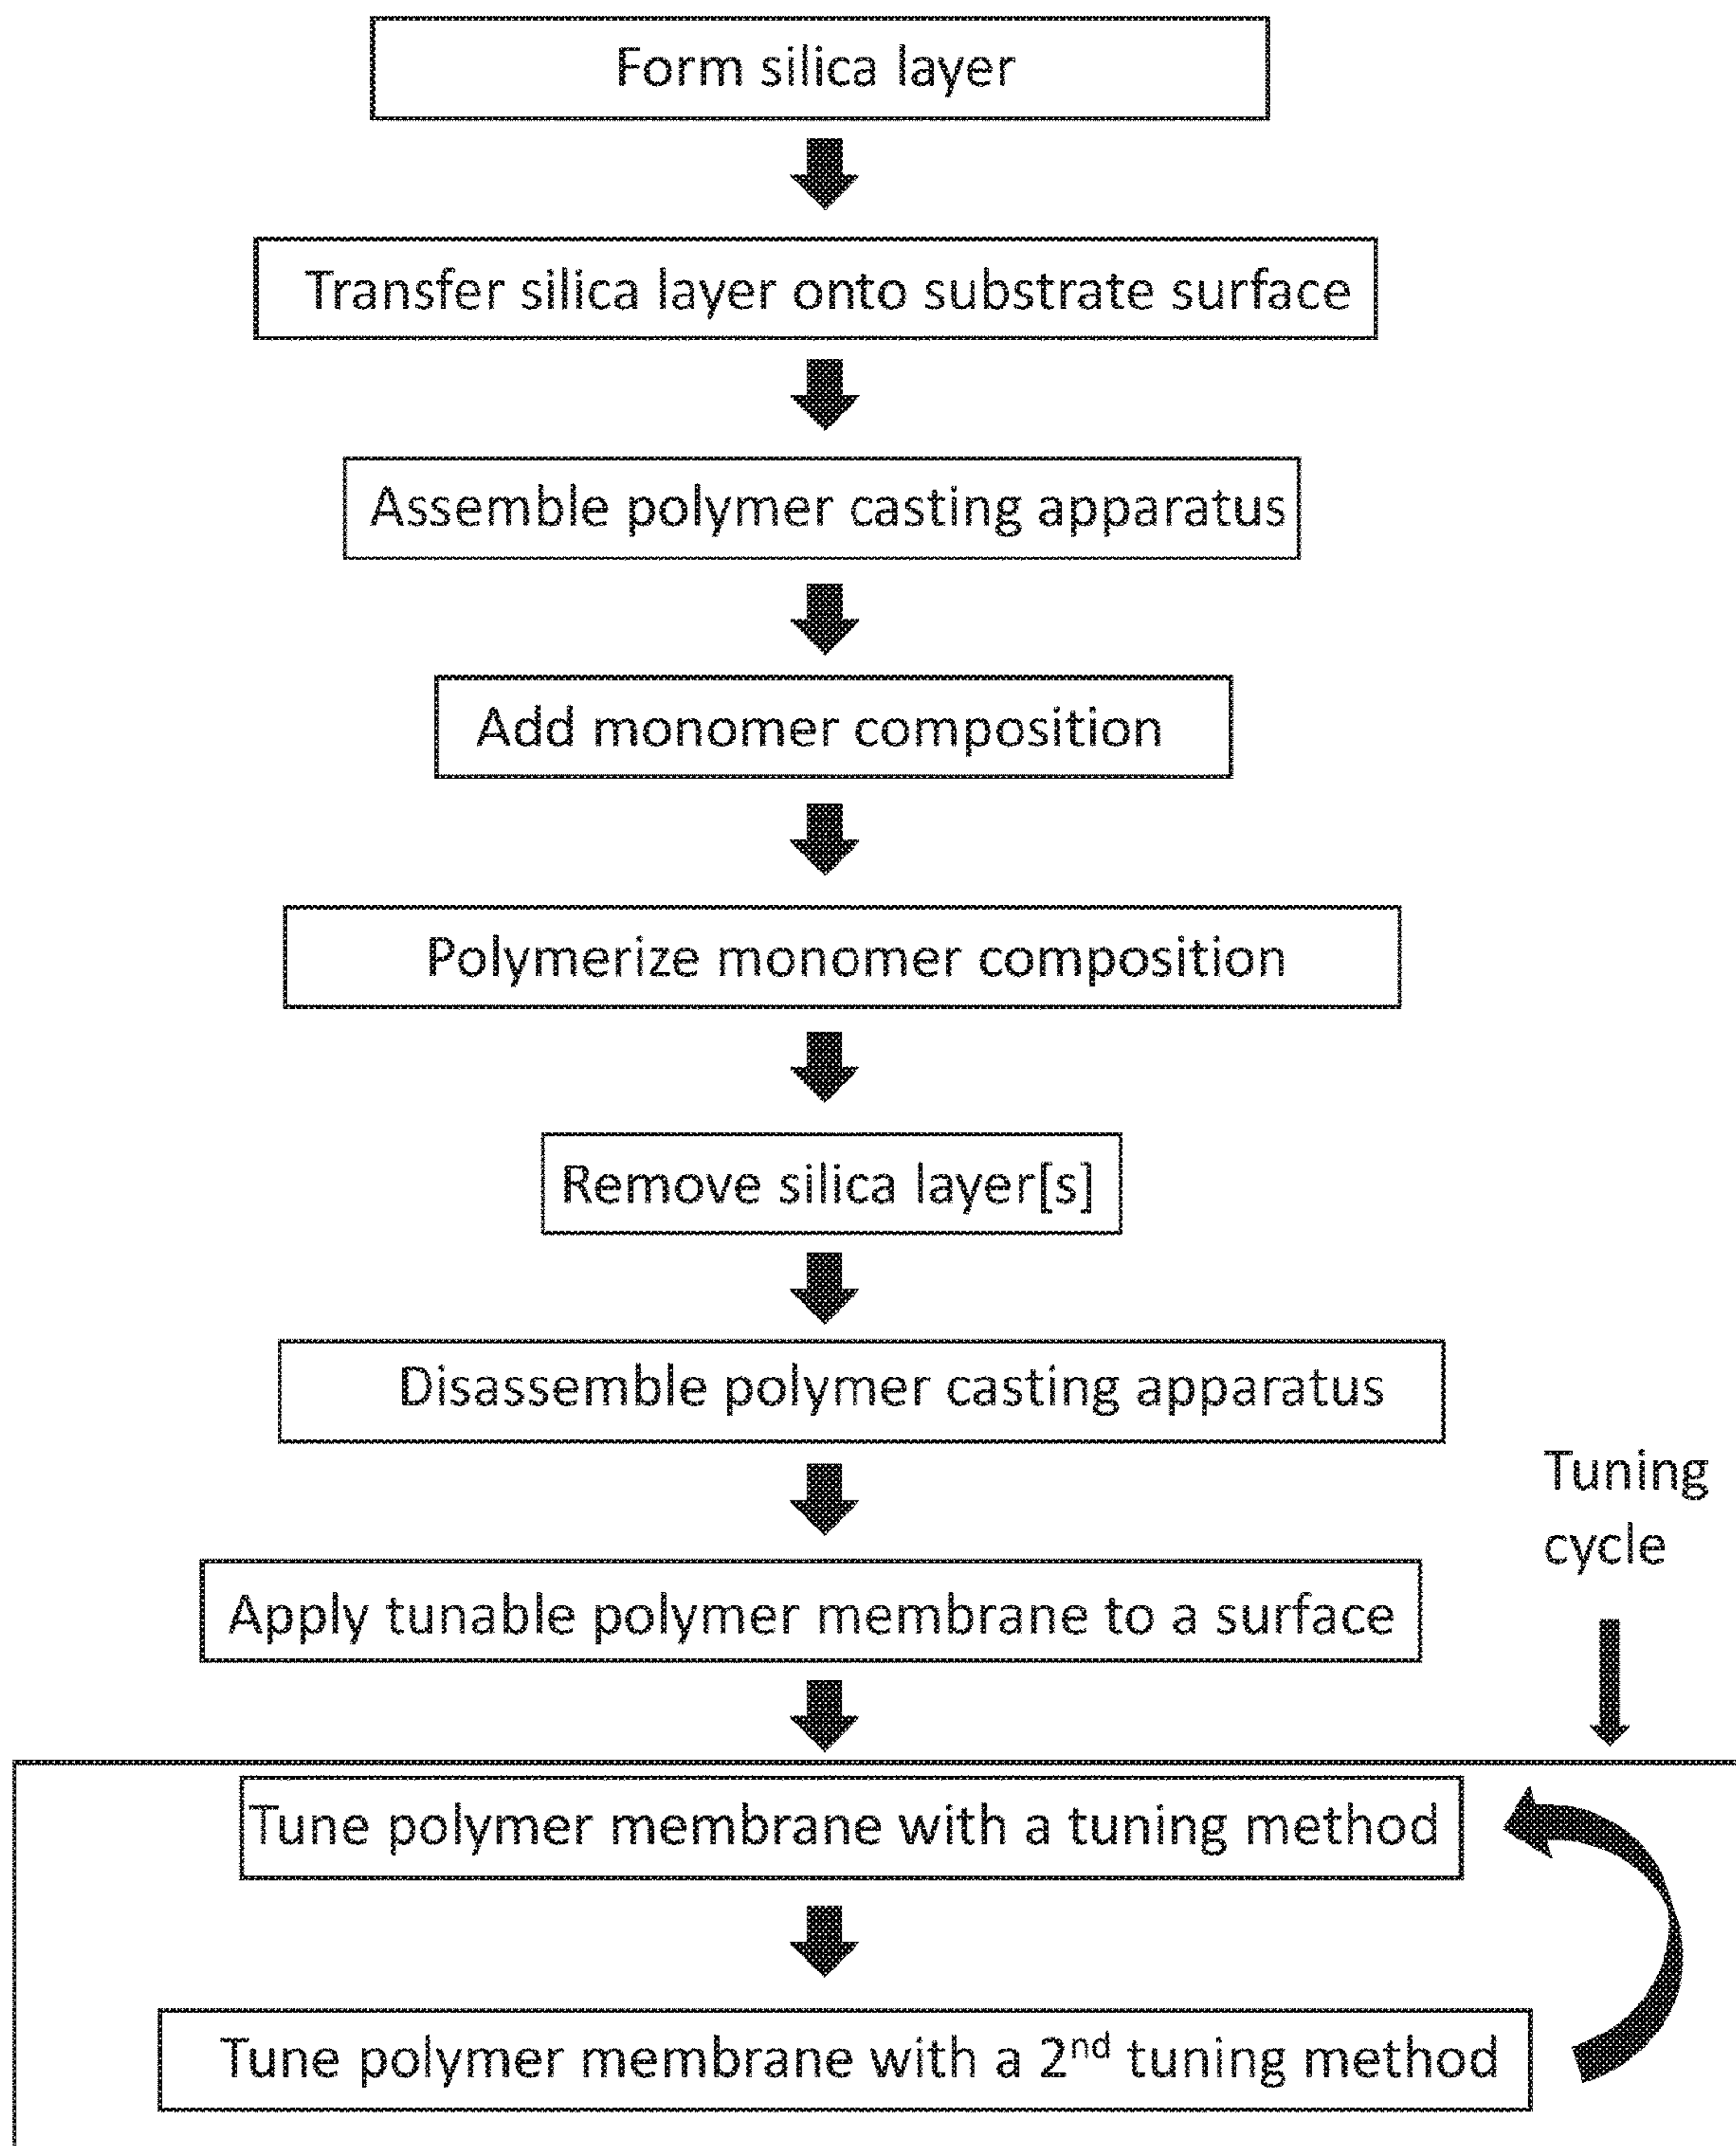 Form silica layer
Transfer silica layer onto substrate surface
Assemble polymer casting apparatus
Add monomer composition
Polymerize monomer composition
Remove silica layer[s]
Disassemble polymer casting apparatus
Tuning
cycle
Apply tunable polymer membrane to a surface
Tune polymer membrane with a tuning method
Tune polymer membrane with a 2nd tuning method